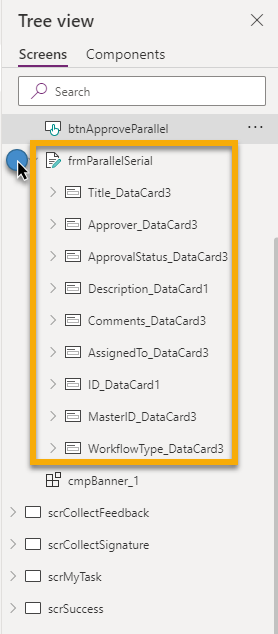 Tree view
Screens Components
Search
btnApproveParallel
frmParallelSerial
Title_DataCard3
Approver_DataCard3
ApprovalStatus_DataCard3
Description_DataCard1
Comments_DataCard3
AssignedTo_DataCard3
ID_DataCard1
MasterID_DataCard3
WorkflowType_DataCard3
cmpBanner_1
scrCollectFeedback
scrCollectSignature
scrMyTask
scrSuccess